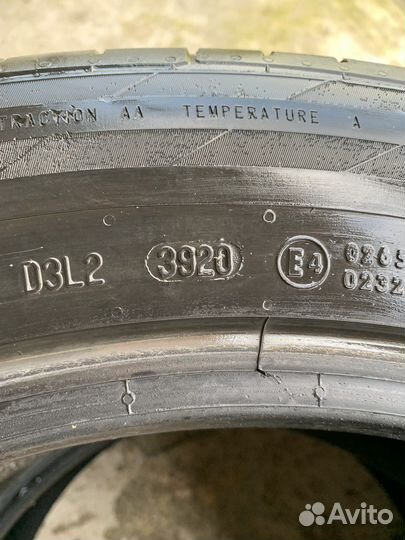 TRACTION AA TEMPERATURE A
D3L2 3920 E4 0265
0232
Avito